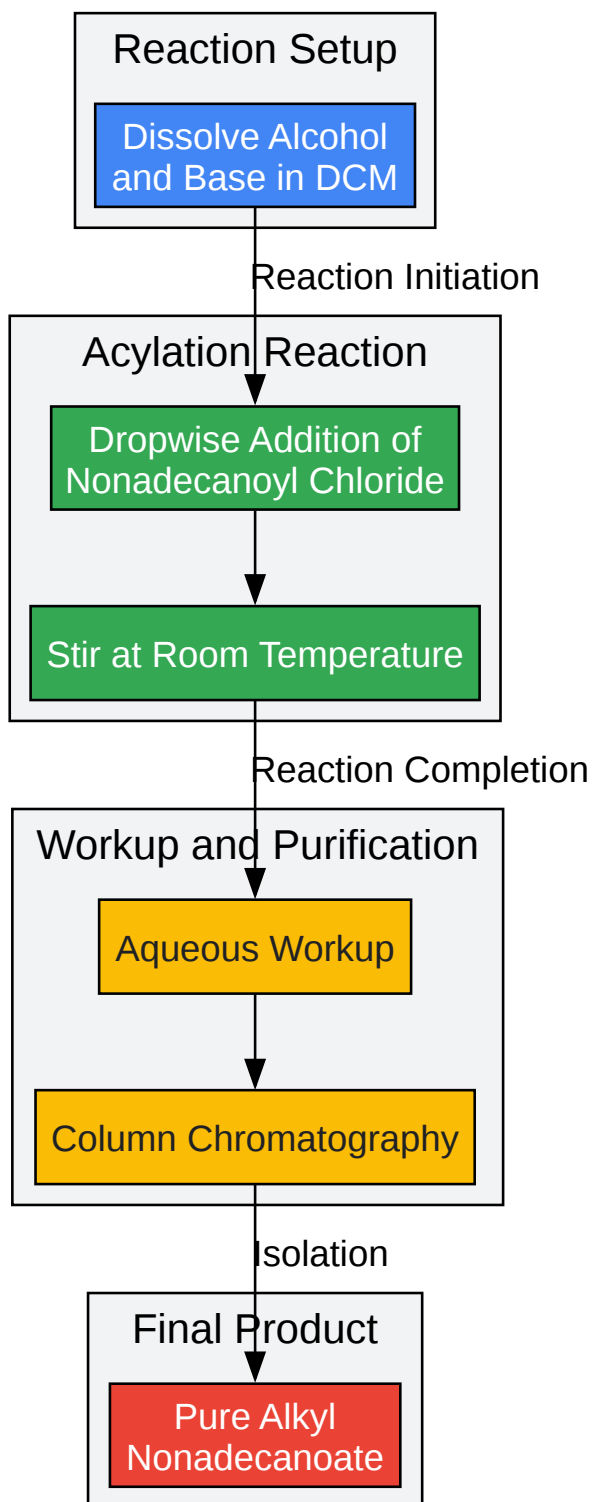 Reaction Setup
Dissolve Alcohol
and Base in DCM
Reaction Initiation
Acylation Reaction
Dropwise Addition of
Nonadecanoyl Chloride
Stir at Room Temperature
Reaction Completion
Workup and Purification
Aqueous Workup
Column Chromatography
Isolation
Final Product
Pure Alkyl
Nonadecanoate